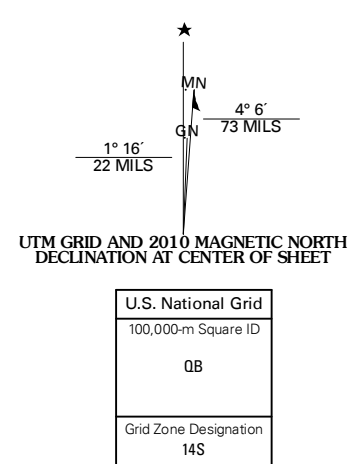 ★
MN
4° 6´
73 MILS
GN
1° 16´
22 MILS
UTM GRID AND 2010 MAGNETIC NORTH
DECLINATION AT CENTER OF SHEET
U.S. National Grid
100,000-m Square ID
QB
Grid Zone Designation
14S